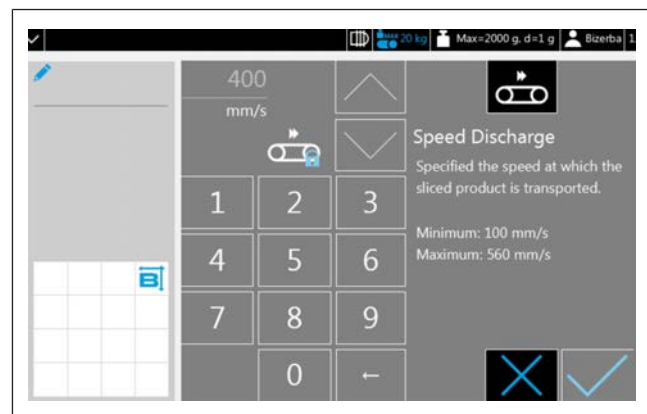 20 kg Max=2000 g, d=1 g Bizerba 1
400
mm/s
Speed Discharge
Specified the speed at which the
sliced product is transported.
Minimum: 100 mm/s
Maximum: 560 mm/s
1 2 3
4 5 6
B
7 8 9
0 ←